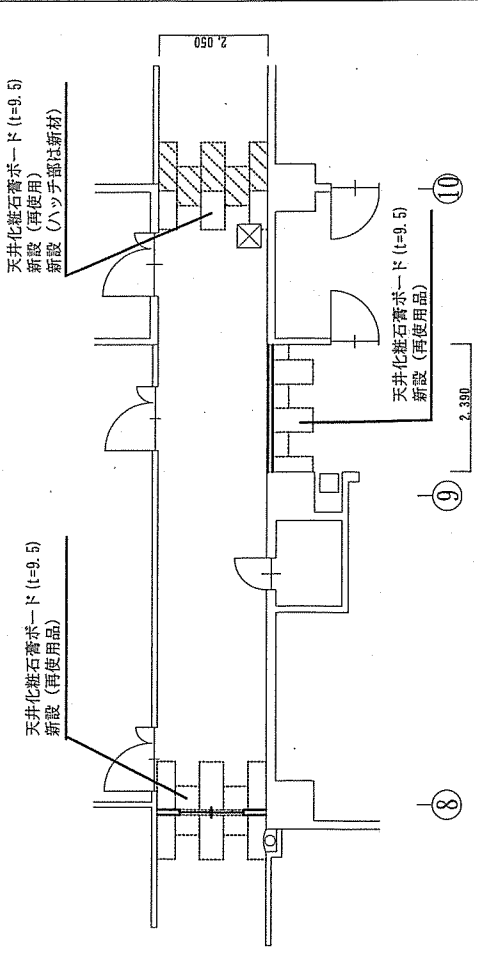 天井化粧石膏ボード(t=9.5)
新設(再使用)
新設(ハッチ部は新材)
2,050
天井化粧石膏ボード(t=9.5)
新設(再使用品)
2,390
天井化粧石膏ボード(t=9.5)
新設(再使用品)
10
9
8